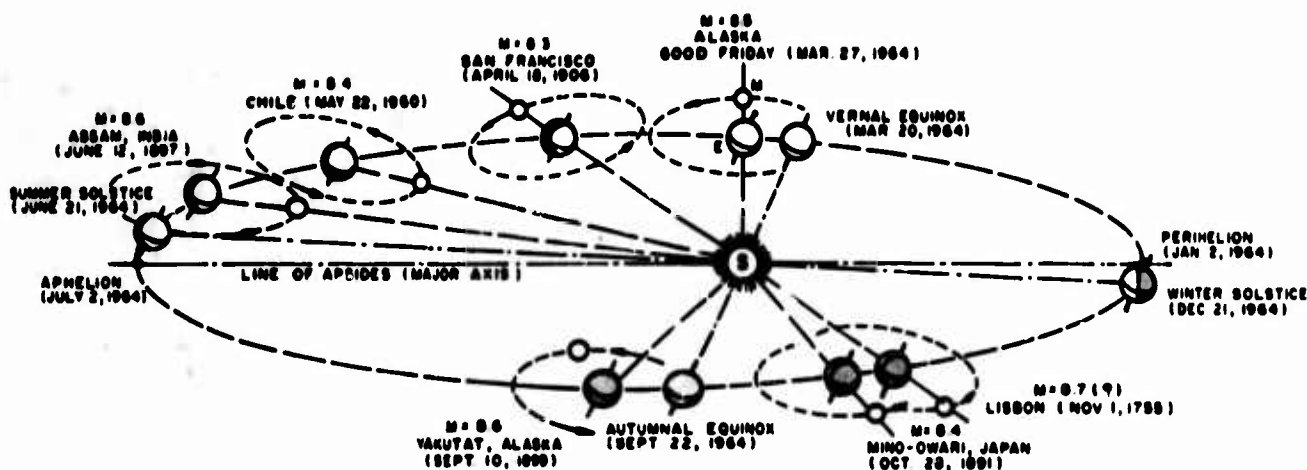 M = 8.5
ALASKA
GOOD FRIDAY (MAR. 27, 1964)
M
E
VERNAL EQUINOX
(MAR 20, 1964)
M = 8.3
SAN FRANCISCO
(APRIL 18, 1906)
M = 8.4
CHILE (MAY 22, 1960)
M = 8.6
ASSAM, INDIA
(JUNE 12, 1897)
SUMMER SOLSTICE
(JUNE 21, 1964)
APHELION
(JULY 2, 1964)
LINE OF APSIDES (MAJOR AXIS)
S
PERIHELION
(JAN 2, 1964)
WINTER SOLSTICE
(DEC 21, 1964)
M = 8.6
YAKUTAT, ALASKA
(SEPT. 10, 1899)
AUTUMNAL EQUINOX
(SEPT 22, 1964)
M = 8.7 (?)
LISBON (NOV 1, 1755)
M = 8.4
MINO-OWARI, JAPAN
(OCT. 28, 1891)